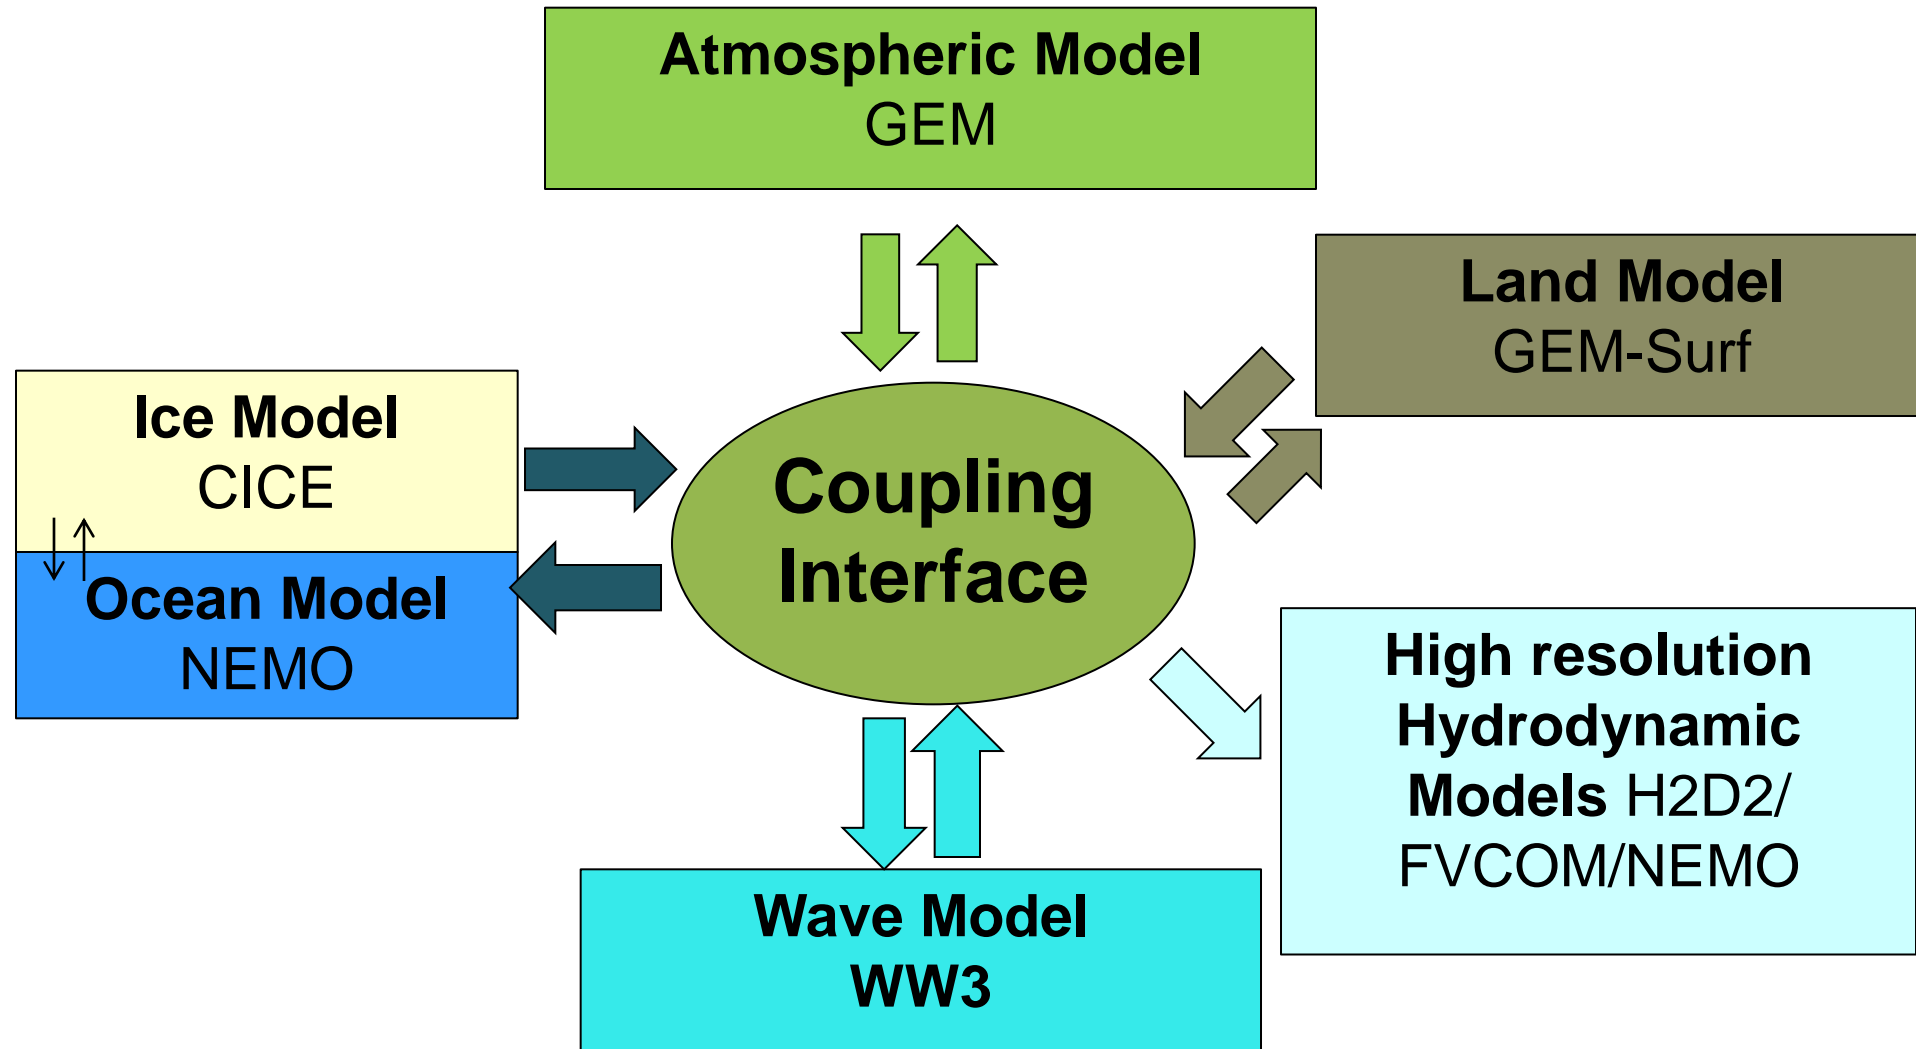 Atmospheric Model
GEM
Land Model
GEM-Surf
Ice Model
CICE
Ocean Model
NEMO
Coupling
Interface
High resolution
Hydrodynamic
Models H2D2/
FVCOM/NEMO
Wave Model
WW3